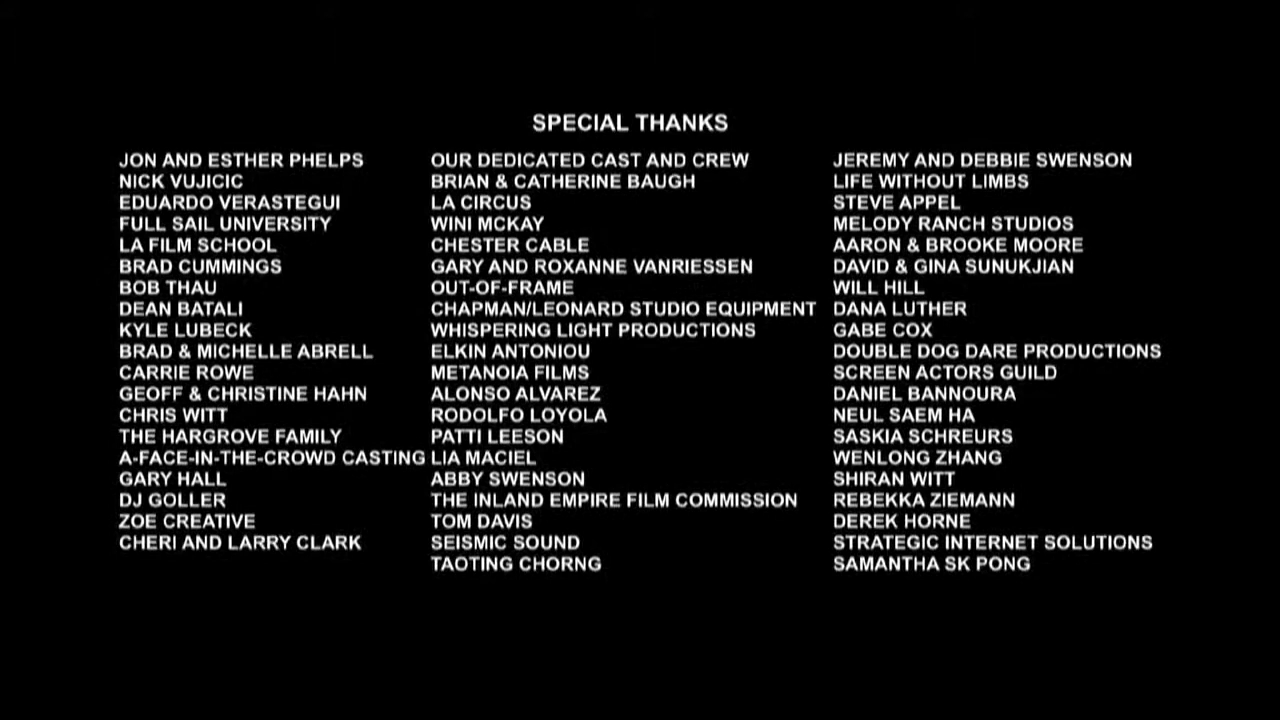 SPECIAL THANKS
JON AND ESTHER PHELPS
NICK VUJICIC
EDUARDO VERASTEGUI
FULL SAIL UNIVERSITY
LA FILM SCHOOL
BRAD CUMMINGS
BOB THAU
DEAN BATALI
KYLE LUBECK
BRAD & MICHELLE ABRELL
CARRIE ROWE
GEOFF & CHRISTINE HAHN
CHRIS WITT
THE HARGROVE FAMILY
A-FACE-IN-THE-CROWD CASTING
GARY HALL
DJ GOLLER
ZOE CREATIVE
CHERI AND LARRY CLARK
OUR DEDICATED CAST AND CREW
BRIAN & CATHERINE BAUGH
LA CIRCUS
WINI MCKAY
CHESTER CABLE
GARY AND ROXANNE VANRIESSEN
OUT-OF-FRAME
CHAPMAN/LEONARD STUDIO EQUIPMENT
WHISPERING LIGHT PRODUCTIONS
ELKIN ANTONIOU
METANOIA FILMS
ALONSO ALVAREZ
RODOLFO LOYOLA
PATTI LEESON
LIA MACIEL
ABBY SWENSON
THE INLAND EMPIRE FILM COMMISSION
TOM DAVIS
SEISMIC SOUND
TAOTING CHORNG
JEREMY AND DEBBIE SWENSON
LIFE WITHOUT LIMBS
STEVE APPEL
MELODY RANCH STUDIOS
AARON & BROOKE MOORE
DAVID & GINA SUNUKJIAN
WILL HILL
DANA LUTHER
GABE COX
DOUBLE DOG DARE PRODUCTIONS
SCREEN ACTORS GUILD
DANIEL BANNOURA
NEUL SAEM HA
SASKIA SCHREURS
WENLONG ZHANG
SHIRAN WITT
REBEKKA ZIEMANN
DEREK HORNE
STRATEGIC INTERNET SOLUTIONS
SAMANTHA SK PONG